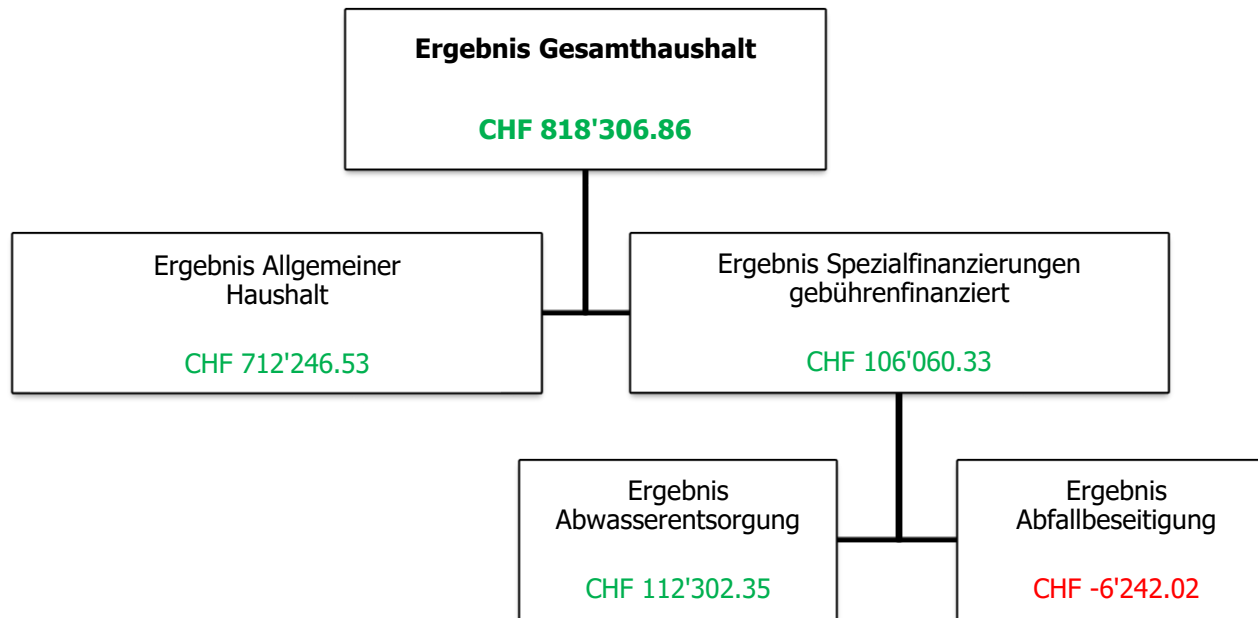 Ergebnis Gesamthaushalt
CHF 818'306.86
Ergebnis Allgemeiner
Haushalt
CHF 712'246.53
Ergebnis Spezialfinanzierungen
gebührenfinanziert
CHF 106'060.33
Ergebnis
Abwasserentsorgung
CHF 112'302.35
Ergebnis
Abfallbeseitigung
CHF -6'242.02